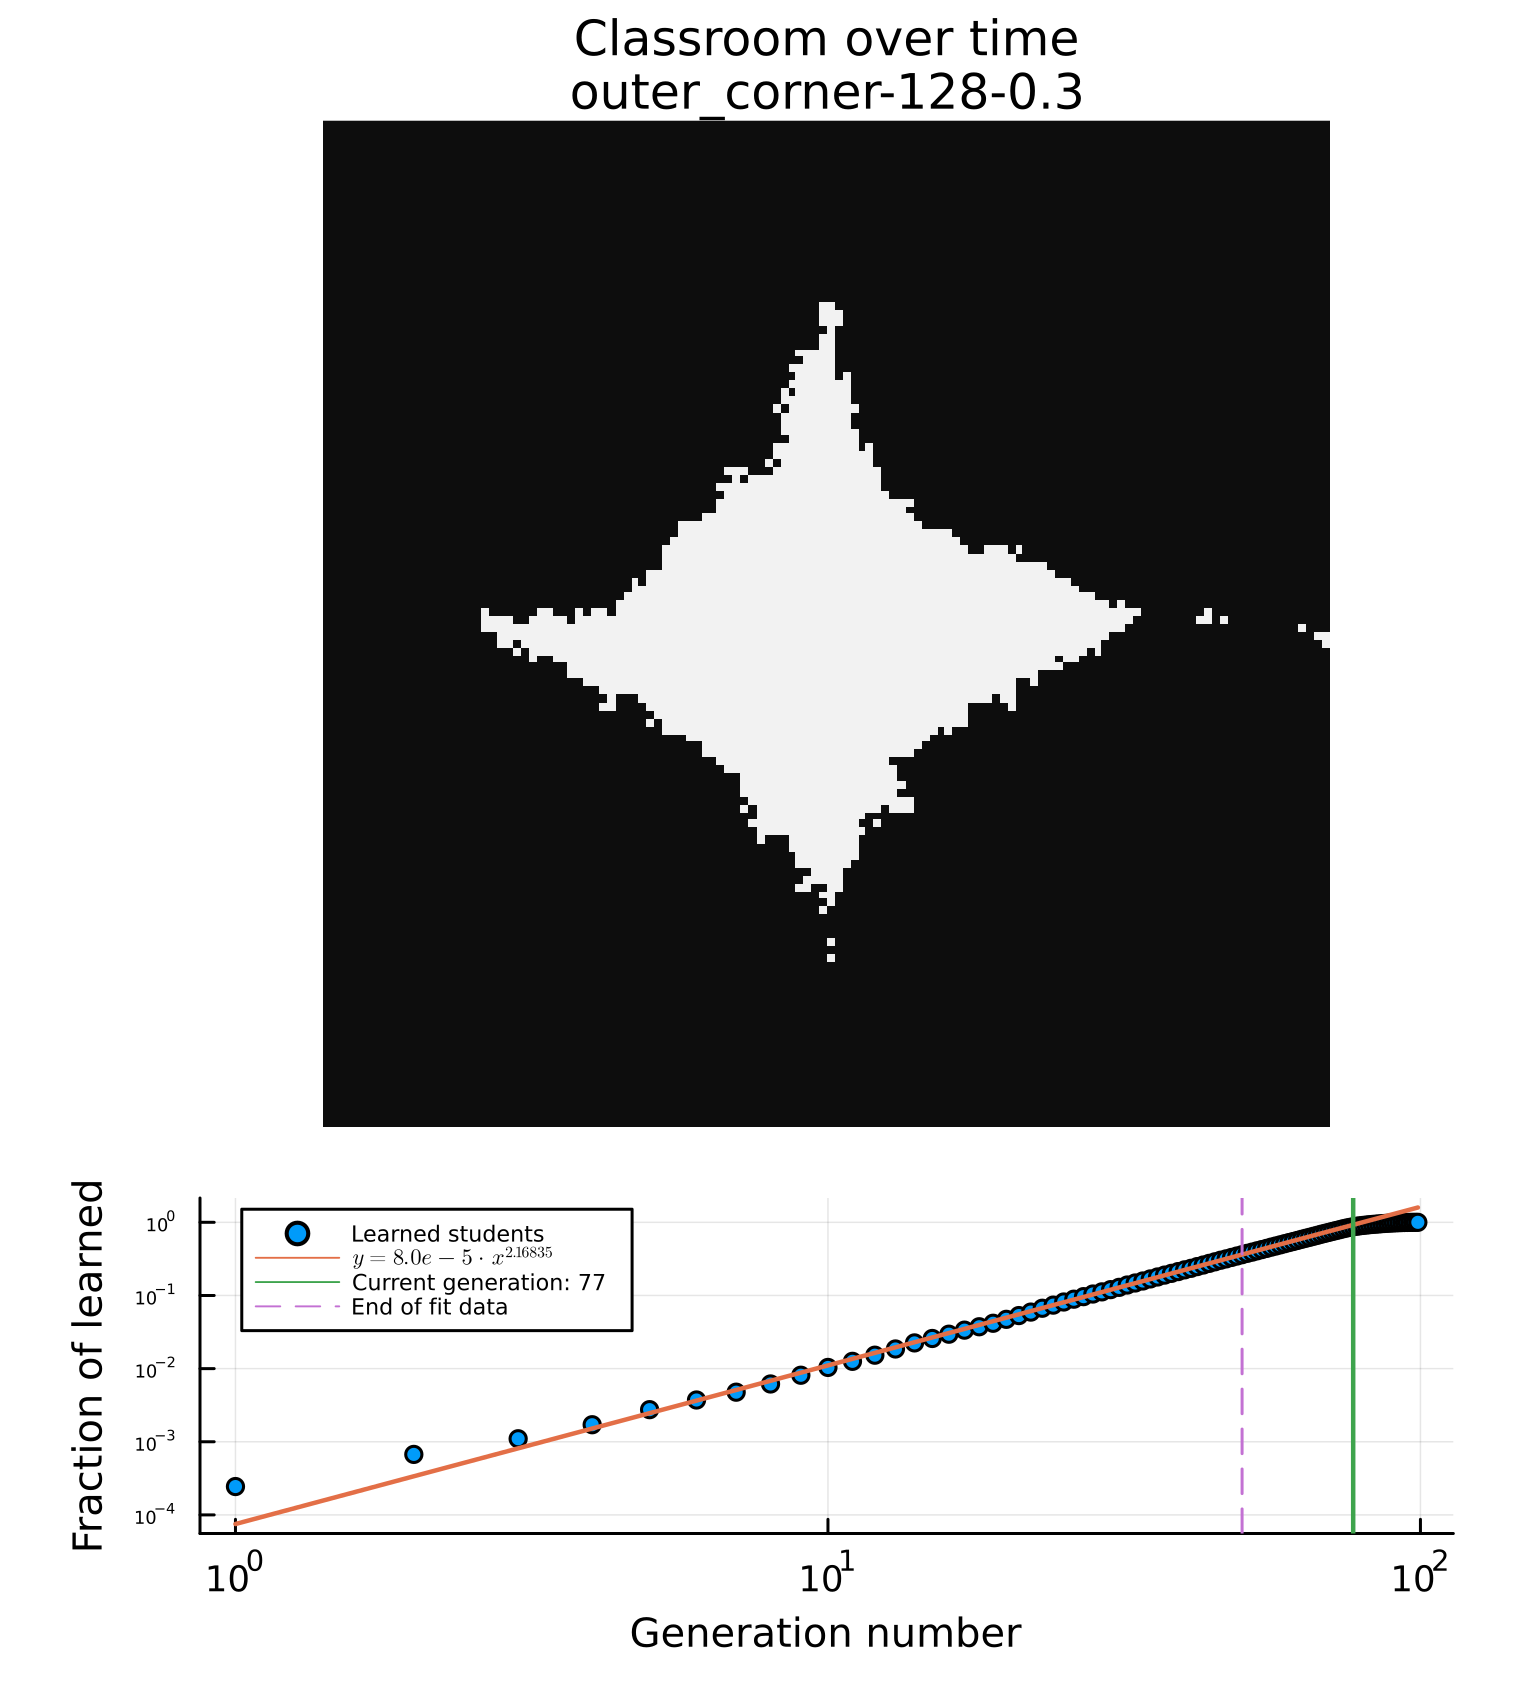 Classroom over time
outer_corner-128-0.3
Fraction of learned
10^0
10^−1
10^−2
10^−3
10^−4
Learned students
y = 8.0e − 5 · x^2.16835
Current generation: 77
End of fit data
10^0 10^1 10^2
Generation number